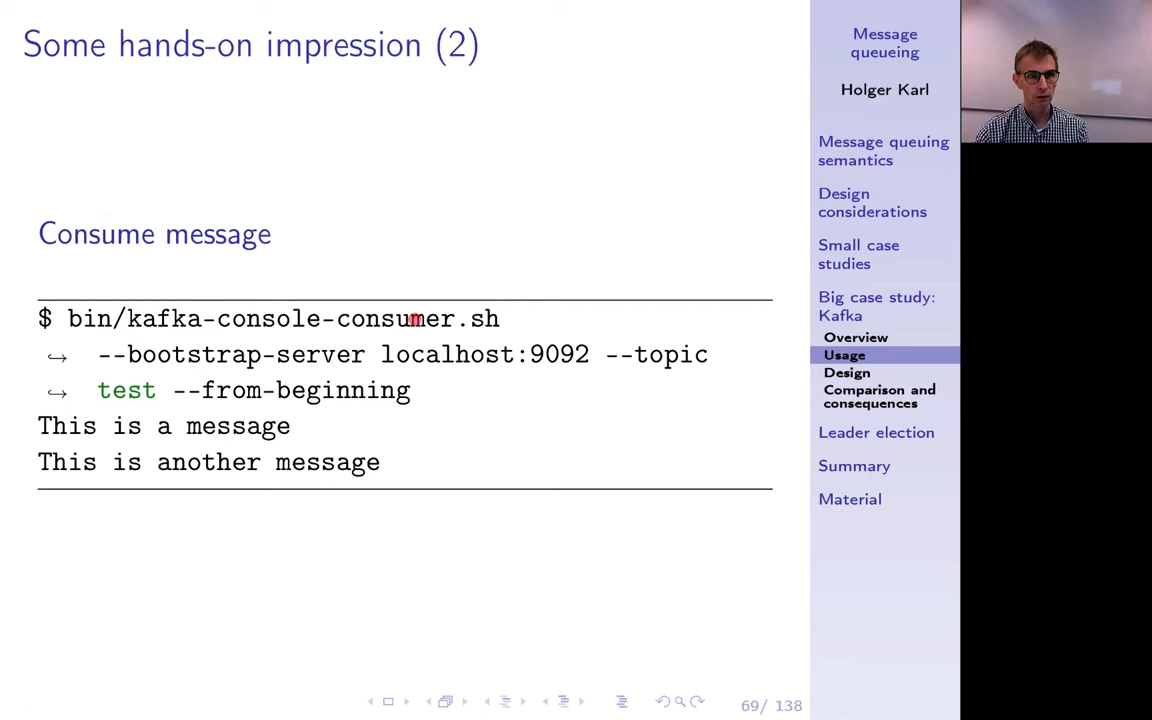 Some hands-on impression (2)
Consume message
$ bin/kafka-console-consumer.sh
↪ --bootstrap-server localhost:9092 --topic
↪ test --from-beginning
This is a message
This is another message
Message
queueing
Holger Karl
Message queuing
semantics
Design
considerations
Small case
studies
Big case study:
Kafka
Overview
Usage
Design
Comparison and
consequences
Leader election
Summary
Material
69/ 138